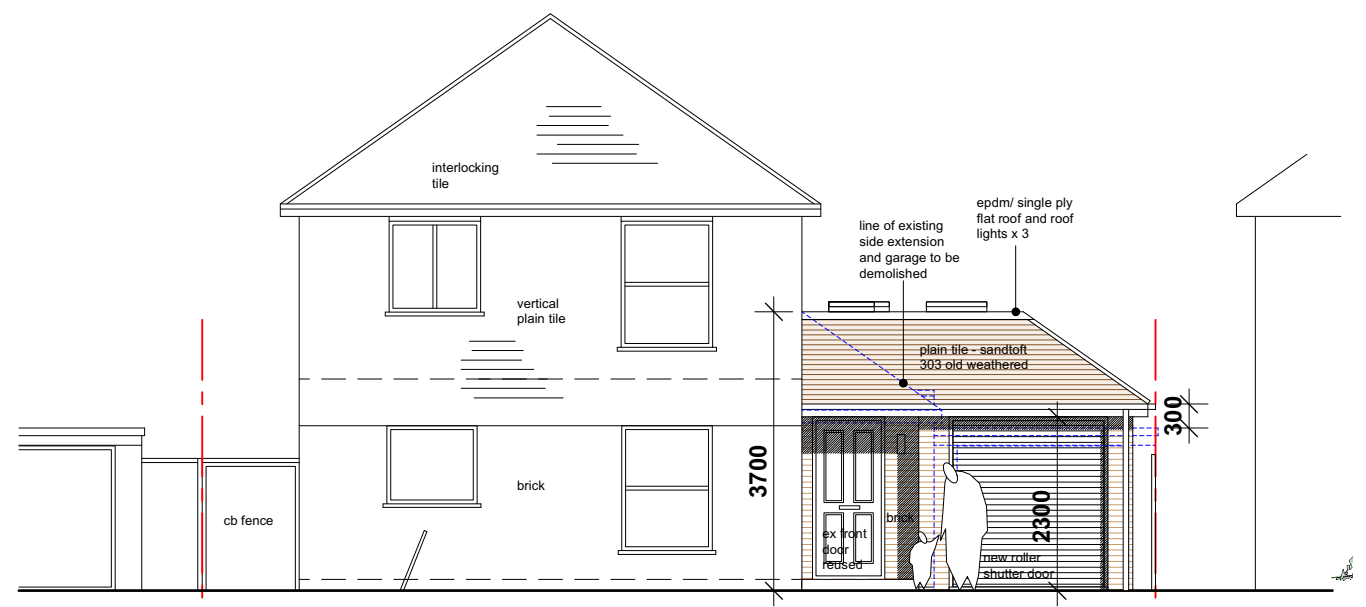 interlocking
tile
vertical
plain tile
brick
cb fence
line of existing
side extension
and garage to be
demolished
epdm/ single ply
flat roof and roof
lights x 3
plain tile - sandtoft
303 old weathered
300
3700
2300
brick
ex front
door
reused
new roller
shutter door